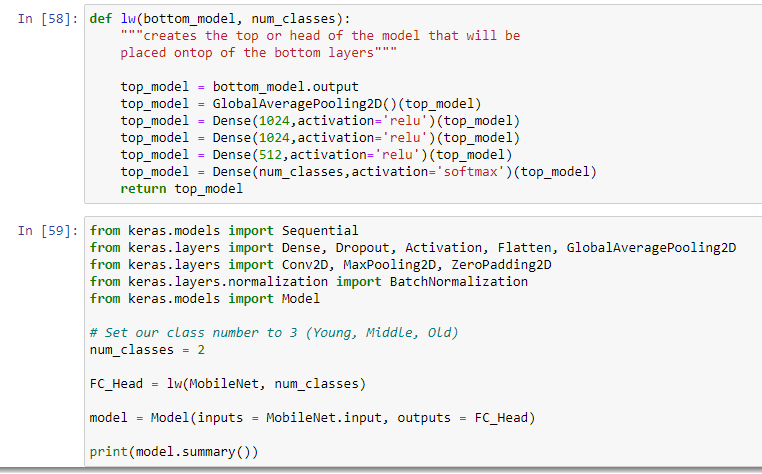 In [58]: def lw(bottom_model, num_classes):
"""creates the top or head of the model that will be
placed ontop of the bottom layers"""
top_model = bottom_model.output
top_model = GlobalAveragePooling2D()(top_model)
top_model = Dense(1024,activation='relu')(top_model)
top_model = Dense(1024,activation='relu')(top_model)
top_model = Dense(512,activation='relu')(top_model)
top_model = Dense(num_classes,activation='softmax')(top_model)
return top_model
In [59]: from keras.models import Sequential
from keras.layers import Dense, Dropout, Activation, Flatten, GlobalAveragePooling2D
from keras.layers import Conv2D, MaxPooling2D, ZeroPadding2D
from keras.layers.normalization import BatchNormalization
from keras.models import Model
# Set our class number to 3 (Young, Middle, Old)
num_classes = 2
FC_Head = lw(MobileNet, num_classes)
model = Model(inputs = MobileNet.input, outputs = FC_Head)
print(model.summary())